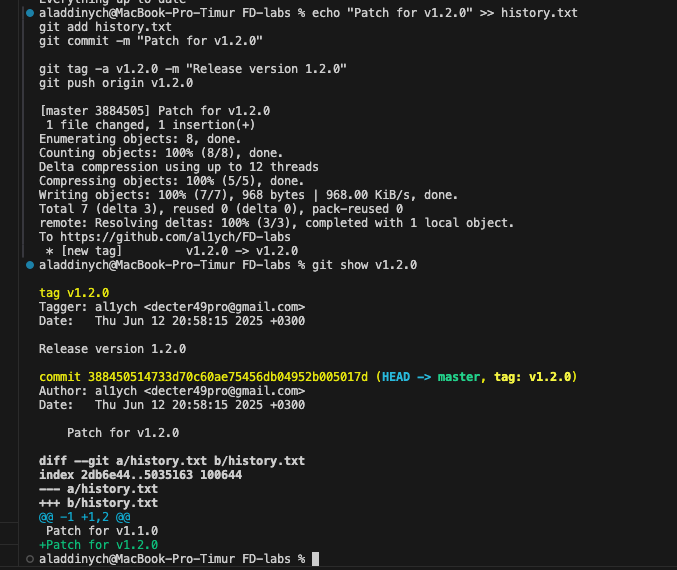 Everything up-to-date
aladdinych@MacBook-Pro-Timur FD-labs % echo "Patch for v1.2.0" >> history.txt
git add history.txt
git commit -m "Patch for v1.2.0"
git tag -a v1.2.0 -m "Release version 1.2.0"
git push origin v1.2.0
[master 3884505] Patch for v1.2.0
1 file changed, 1 insertion(+)
Enumerating objects: 8, done.
Counting objects: 100% (8/8), done.
Delta compression using up to 12 threads
Compressing objects: 100% (5/5), done.
Writing objects: 100% (7/7), 968 bytes | 968.00 KiB/s, done.
Total 7 (delta 3), reused 0 (delta 0), pack-reused 0
remote: Resolving deltas: 100% (3/3), completed with 1 local object.
To https://github.com/al1ych/FD-labs
* [new tag] v1.2.0 -> v1.2.0
aladdinych@MacBook-Pro-Timur FD-labs % git show v1.2.0
tag v1.2.0
Tagger: al1ych <decter49pro@gmail.com>
Date: Thu Jun 12 20:58:15 2025 +0300
Release version 1.2.0
commit 388450514733d70c60ae75456db04952b005017d (HEAD -> master, tag: v1.2.0)
Author: al1ych <decter49pro@gmail.com>
Date: Thu Jun 12 20:58:15 2025 +0300
Patch for v1.2.0
diff --git a/history.txt b/history.txt
index 2db6e44..5035163 100644
--- a/history.txt
+++ b/history.txt
@@ -1 +1,2 @@
Patch for v1.1.0
+Patch for v1.2.0
aladdinych@MacBook-Pro-Timur FD-labs %